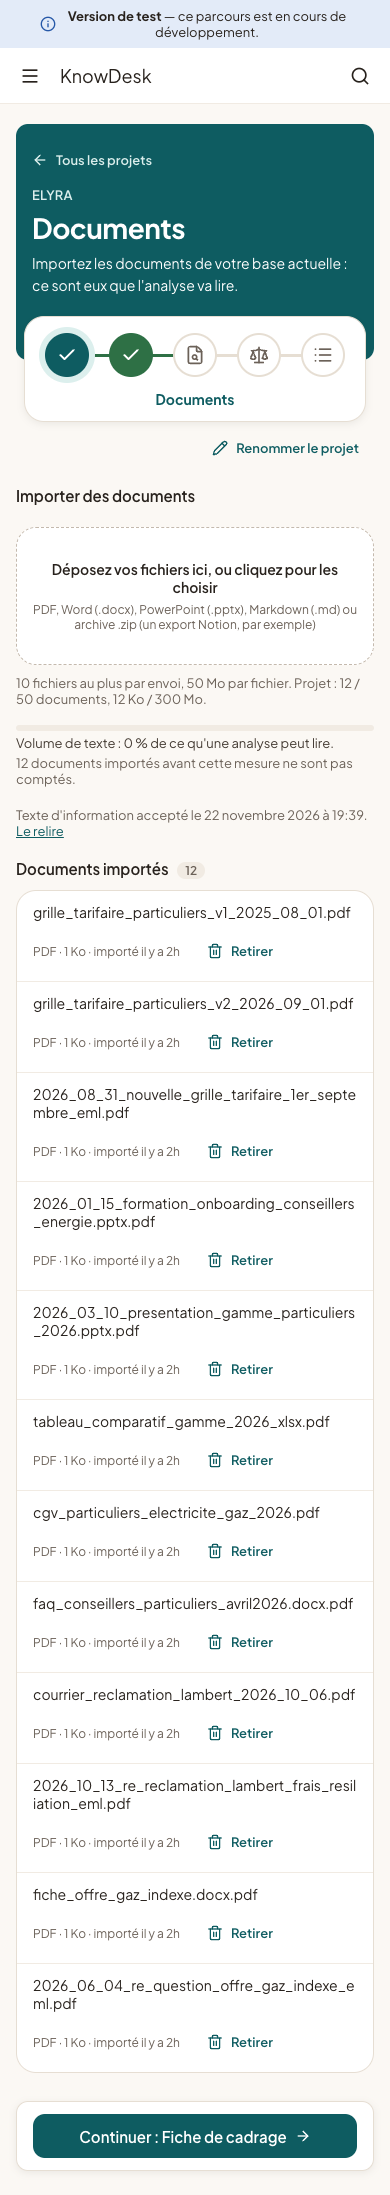 Version de test — ce parcours est en cours de
développement.
KnowDesk
Tous les projets
ELYRA
Documents
Importez les documents de votre base actuelle :
ce sont eux que l'analyse va lire.
Documents
Renommer le projet
Importer des documents
Déposez vos fichiers ici, ou cliquez pour les
choisir
PDF, Word (.docx), PowerPoint (.pptx), Markdown (.md) ou
archive .zip (un export Notion, par exemple)
10 fichiers au plus par envoi, 50 Mo par fichier. Projet : 12 /
50 documents, 12 Ko / 300 Mo.
Volume de texte : 0 % de ce qu'une analyse peut lire.
12 documents importés avant cette mesure ne sont pas
comptés.
Texte d'information accepté le 22 novembre 2026 à 19:39.
Le relire
Documents importés 12
grille_tarifaire_particuliers_v1_2025_08_01.pdf
PDF · 1 Ko · importé il y a 2h Retirer
grille_tarifaire_particuliers_v2_2026_09_01.pdf
PDF · 1 Ko · importé il y a 2h Retirer
2026_08_31_nouvelle_grille_tarifaire_1er_septe
mbre_eml.pdf
PDF · 1 Ko · importé il y a 2h Retirer
2026_01_15_formation_onboarding_conseillers
_energie.pptx.pdf
PDF · 1 Ko · importé il y a 2h Retirer
2026_03_10_presentation_gamme_particuliers
_2026.pptx.pdf
PDF · 1 Ko · importé il y a 2h Retirer
tableau_comparatif_gamme_2026_xlsx.pdf
PDF · 1 Ko · importé il y a 2h Retirer
cgv_particuliers_electricite_gaz_2026.pdf
PDF · 1 Ko · importé il y a 2h Retirer
faq_conseillers_particuliers_avril2026.docx.pdf
PDF · 1 Ko · importé il y a 2h Retirer
courrier_reclamation_lambert_2026_10_06.pdf
PDF · 1 Ko · importé il y a 2h Retirer
2026_10_13_re_reclamation_lambert_frais_resil
iation_eml.pdf
PDF · 1 Ko · importé il y a 2h Retirer
fiche_offre_gaz_indexe.docx.pdf
PDF · 1 Ko · importé il y a 2h Retirer
2026_06_04_re_question_offre_gaz_indexe_e
ml.pdf
PDF · 1 Ko · importé il y a 2h Retirer
Continuer : Fiche de cadrage